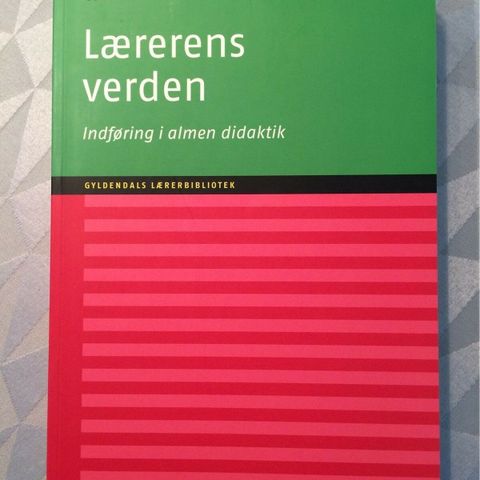 Lærerens
verden
Indføring i almen didaktik
GYLDENDALS LÆRERBIBLIOTEK